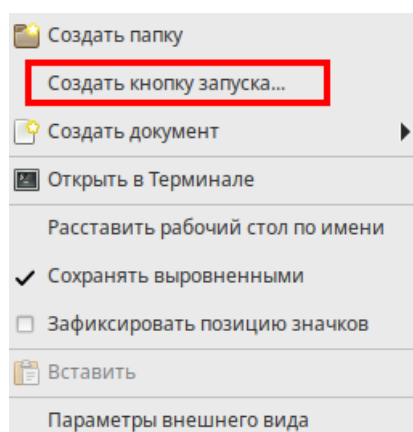 Создать папку
Создать кнопку запуска...
Создать документ
Открыть в Терминале
Расставить рабочий стол по имени
Сохранять выровненными
Зафиксировать позицию значков
Вставить
Параметры внешнего вида